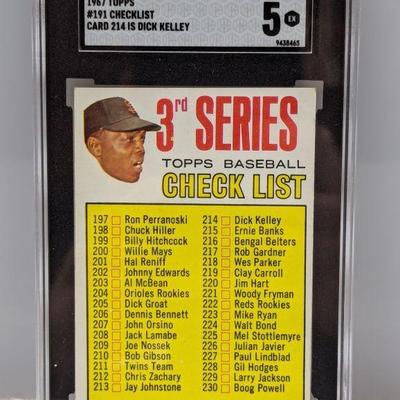 1967 TOPPS
#191 CHECKLIST
CARD 214 IS DICK KELLEY
5 EX
9438465
3rd SERIES
TOPPS BASEBALL
CHECK LIST
197 Ron Perranoski
198 Chuck Hiller
199 Billy Hitchcock
200 Willie Mays
201 Hal Reniff
202 Johnny Edwards
203 Al McBean
204 Orioles Rookies
205 Dick Groat
206 Dennis Bennett
207 John Orsino
208 Jack Lamabe
209 Joe Nossek
210 Bob Gibson
211 Twins Team
212 Chris Zachary
213 Jay Johnstone
214 Dick Kelley
215 Ernie Banks
216 Bengal Belters
217 Rob Gardner
218 Wes Parker
219 Clay Carroll
220 Jim Hart
221 Woody Fryman
222 Reds Rookies
223 Mike Ryan
224 Walt Bond
225 Mel Stottlemyre
226 Julian Javier
227 Paul Lindblad
228 Gil Hodges
229 Larry Jackson
230 Boog Powell